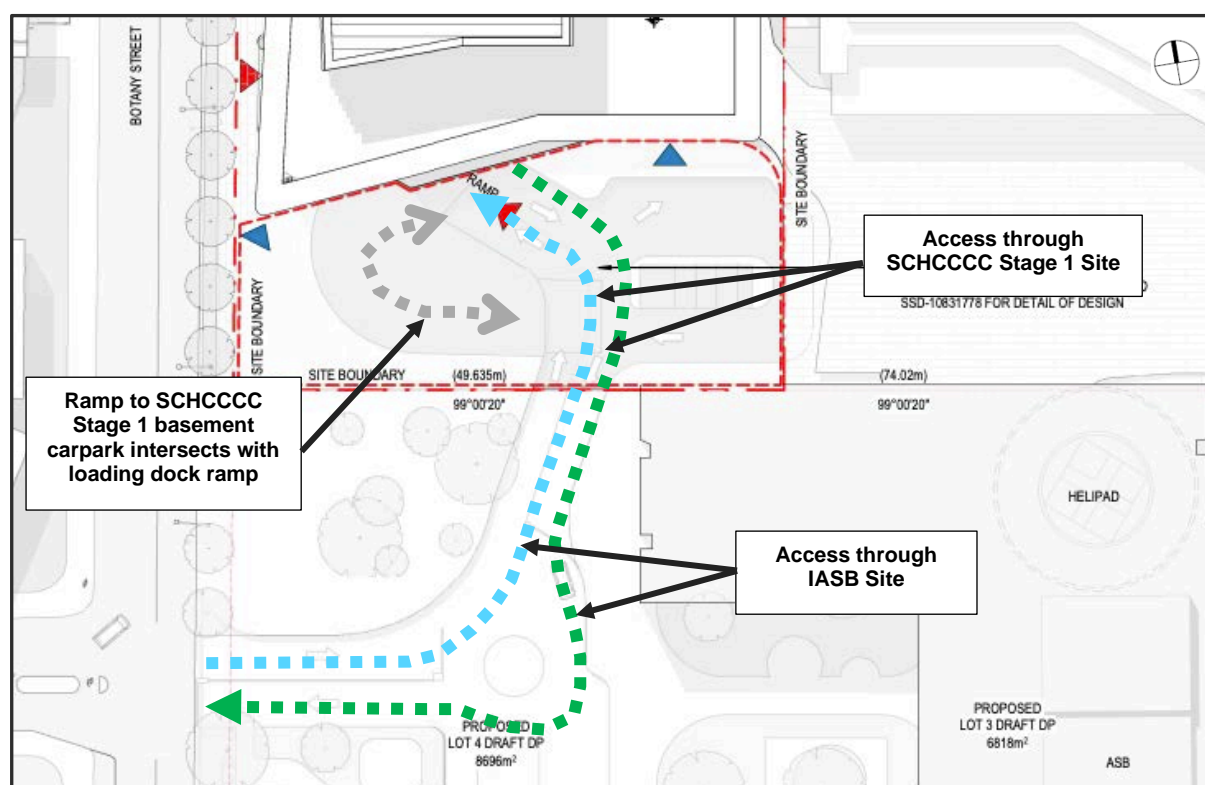 BOTANY STREET
RAMP
SITE BOUNDARY
Access through
SCHCCCC Stage 1 Site
SSD-10831778 FOR DETAIL OF DESIGN
SITE BOUNDARY
SITE BOUNDARY
(49.635m)
(74.02m)
99°00'20"
99°00'20"
Ramp to SCHCCCC
Stage 1 basement
carpark intersects with
loading dock ramp
HELIPAD
Access through
IASB Site
PROPOSED
LOT 4 DRAFT DP
8696m²
PROPOSED
LOT 3 DRAFT DP
6818m²
ASB